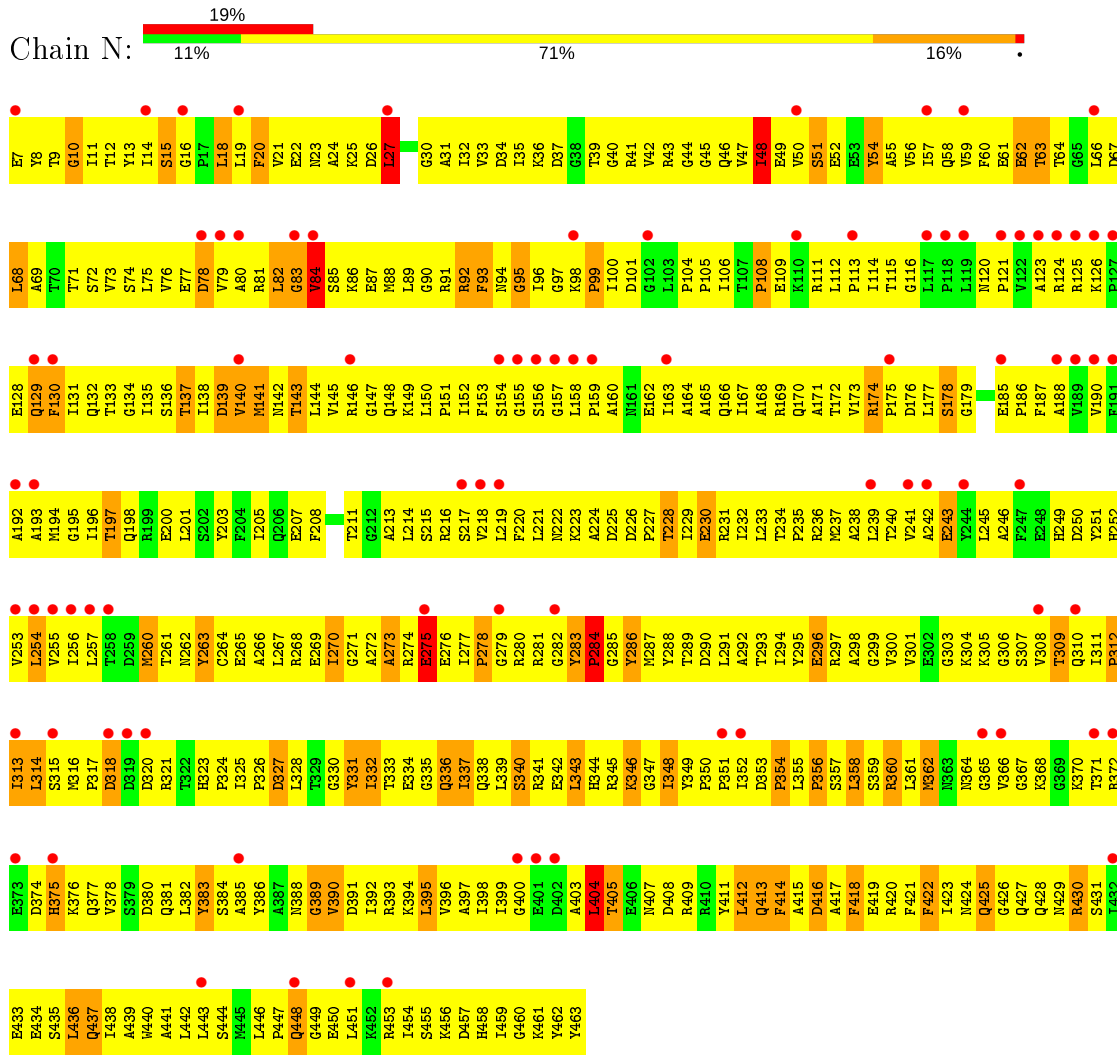 19%
Chain N:
11% 71% 16% •
E7 Y8 T9 G10 I11 T12 Y13 I14 S15 G16 P17 L18 L19 F20 V21 E22 N23 A24 K25 D26 L27 G30 A31 I32 V33 D34 I35 K36 D37 G38 T39 G40 R41 V42 R43 G44 G45 Q46 V47 I48 E49 V50 S51 E52 E53 Y54 A55 V56 I57 Q58 V59 F60 E61 E62 T63 T64 G65 L66 D67
L68 A69 T70 T71 S72 V73 S74 L75 V76 E77 D78 V79 A80 R81 L82 G83 V84 S85 K86 E87 M88 L89 G90 R91 R92 F93 N94 G95 I96 G97 K98 P99 I100 D101 G102 L103 P104 P105 I106 T107 P108 E109 K110 R111 L112 P113 I114 T115 G116 L117 P118 L119 N120 P121 V122 A123 R124 R125 K126 P127
E128 Q129 F130 I131 Q132 T133 G134 I135 S136 T137 I138 D139 V140 M141 N142 T143 L144 V145 R146 G147 Q148 K149 L150 P151 I152 F153 S154 G155 S156 G157 L158 P159 A160 N161 E162 I163 A164 A165 Q166 I167 A168 R169 Q170 A171 T172 V173 R174 P175 D176 L177 S178 G179 E185 P186 F187 A188 V189 V190 F191
A192 A193 M194 G195 I196 T197 Q198 R199 E200 L201 S202 Y203 F204 I205 Q206 E207 F208 T211 G212 A213 L214 S215 R216 S217 V218 L219 F220 L221 N222 K223 A224 D225 D226 P227 T228 I229 E230 R231 I232 L233 T234 P235 R236 M237 A238 L239 T240 V241 A242 E243 Y244 L245 A246 F247 E248 H249 D250 Y251 H252
V253 L254 V255 I256 L257 T258 D259 M260 T261 N262 Y263 C264 E265 A266 L267 R268 E269 I270 G271 A272 A273 R274 E275 E276 I277 P278 G279 R280 R281 G282 Y283 P284 G285 Y286 M287 Y288 T289 D290 L291 A292 T293 I294 Y295 E296 R297 A298 G299 V300 V301 E302 G303 K304 K305 G306 S307 V308 T309 Q310 I311 P312
I313 L314 S315 M316 P317 D318 D319 D320 R321 T322 H323 P324 I325 P326 D327 L328 T329 G330 Y331 I332 T333 E334 G335 Q336 I337 Q338 L339 S340 R341 E342 L343 H344 R345 K346 G347 I348 Y349 P350 P351 I352 D353 P354 L355 P356 S357 L358 S359 R360 L361 M362 N363 N364 G365 V366 G367 K368 G369 K370 T371 R372
E373 D374 H375 K376 Q377 V378 S379 D380 Q381 L382 Y383 S384 A385 Y386 A387 N388 G389 V390 D391 I392 R393 K394 L395 V396 A397 I398 I399 G400 E401 D402 A403 L404 T405 E406 N407 D408 R409 R410 Y411 L412 Q413 F414 A415 D416 A417 F418 E419 R420 F421 F422 I423 N424 Q425 G426 Q427 Q428 N429 R430 S431 I432
E433 E434 S435 L436 Q437 I438 A439 W440 A441 L442 L443 S444 M445 L446 P447 Q448 G449 E450 L451 K452 R453 I454 S455 K456 D457 H458 I459 G460 K461 Y462 Y463